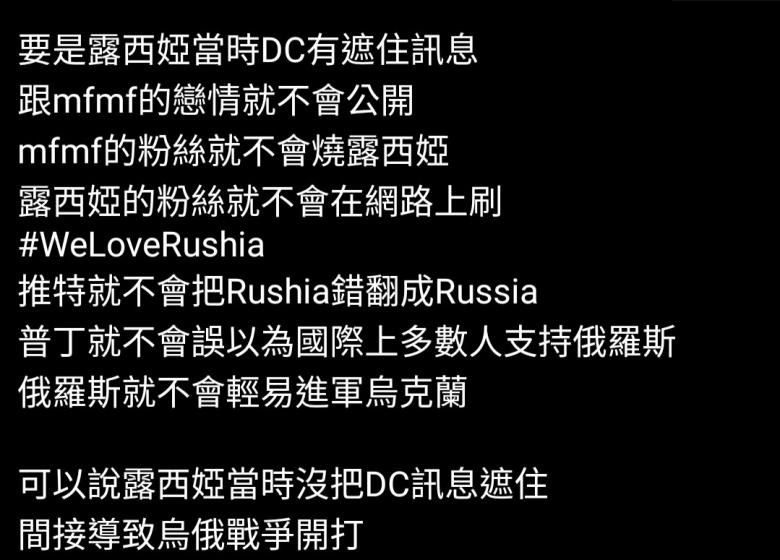 要是露西婭當時DC有遮住訊息
跟mfmf的戀情就不會公開
mfmf的粉絲就不會燒露西婭
露西婭的粉絲就不會在網路上刷
#WeLoveRushia
推特就不會把Rushia錯翻成Russia
普丁就不會誤以為國際上多數人支持俄羅斯
俄羅斯就不會輕易進軍烏克蘭
可以說露西婭當時沒把DC訊息遮住
間接導致烏俄戰爭開打